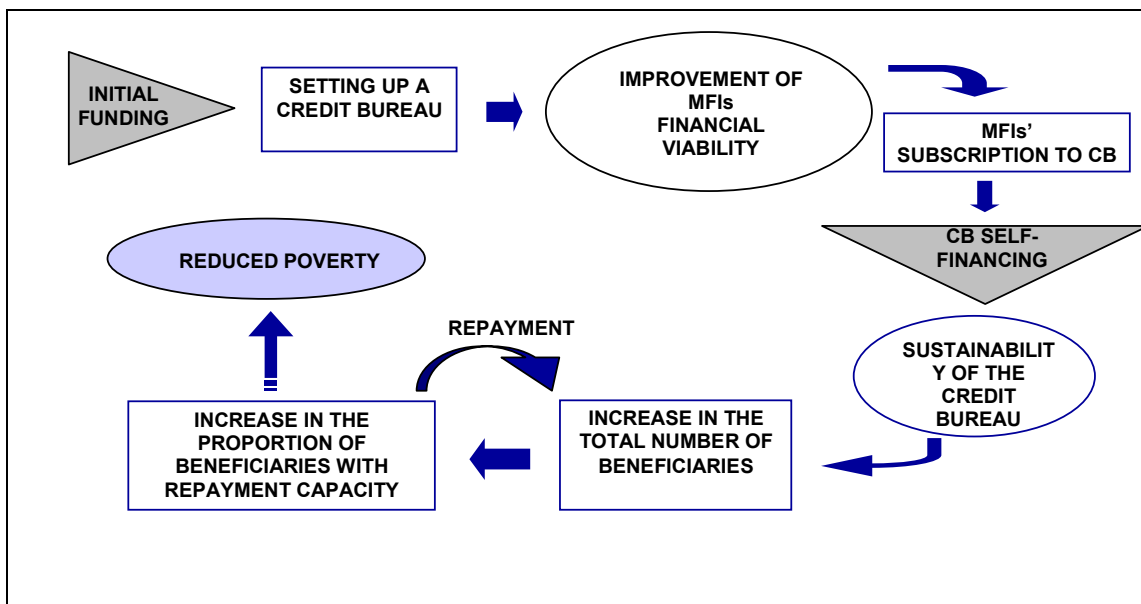 INITIAL
FUNDING
SETTING UP A
CREDIT BUREAU
IMPROVEMENT OF
MFIs
FINANCIAL
VIABILITY
MFIs’
SUBSCRIPTION TO CB
CB SELF-
FINANCING
SUSTAINABILIT
Y OF THE
CREDIT
BUREAU
INCREASE IN THE
TOTAL NUMBER OF
BENEFICIARIES
REPAYMENT
INCREASE IN THE
PROPORTION OF
BENEFICIARIES WITH
REPAYMENT CAPACITY
REDUCED POVERTY